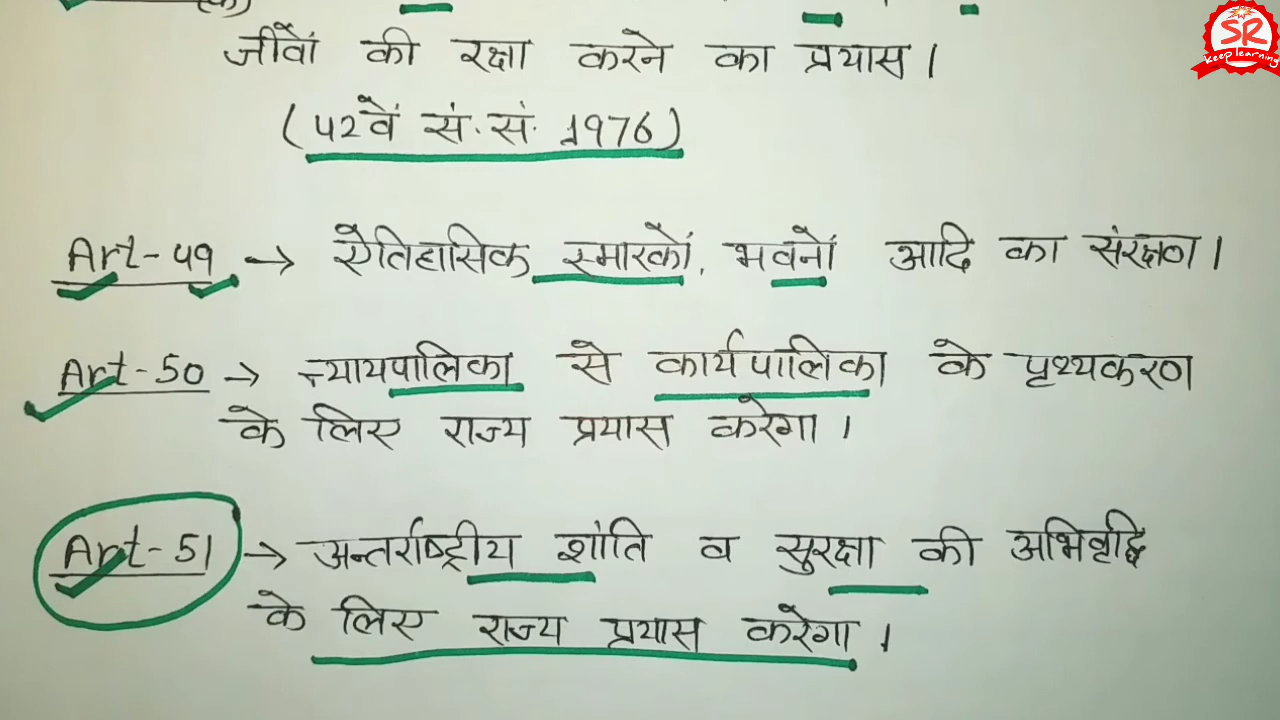 (क)
जीवों की रक्षा करने का प्रयास।
(42वें सं.सं. 1976)
Art-49 → ऐतिहासिक स्मारकों, भवनों आदि का संरक्षण।
Art-50 → न्यायपालिका से कार्यपालिका के पृथ्यकरण
के लिए राज्य प्रयास करेगा।
Art-51 → अन्तर्राष्ट्रीय शांति व सुरक्षा की अभिवृद्धि
के लिए राज्य प्रयास करेगा।
SR
Keep learning